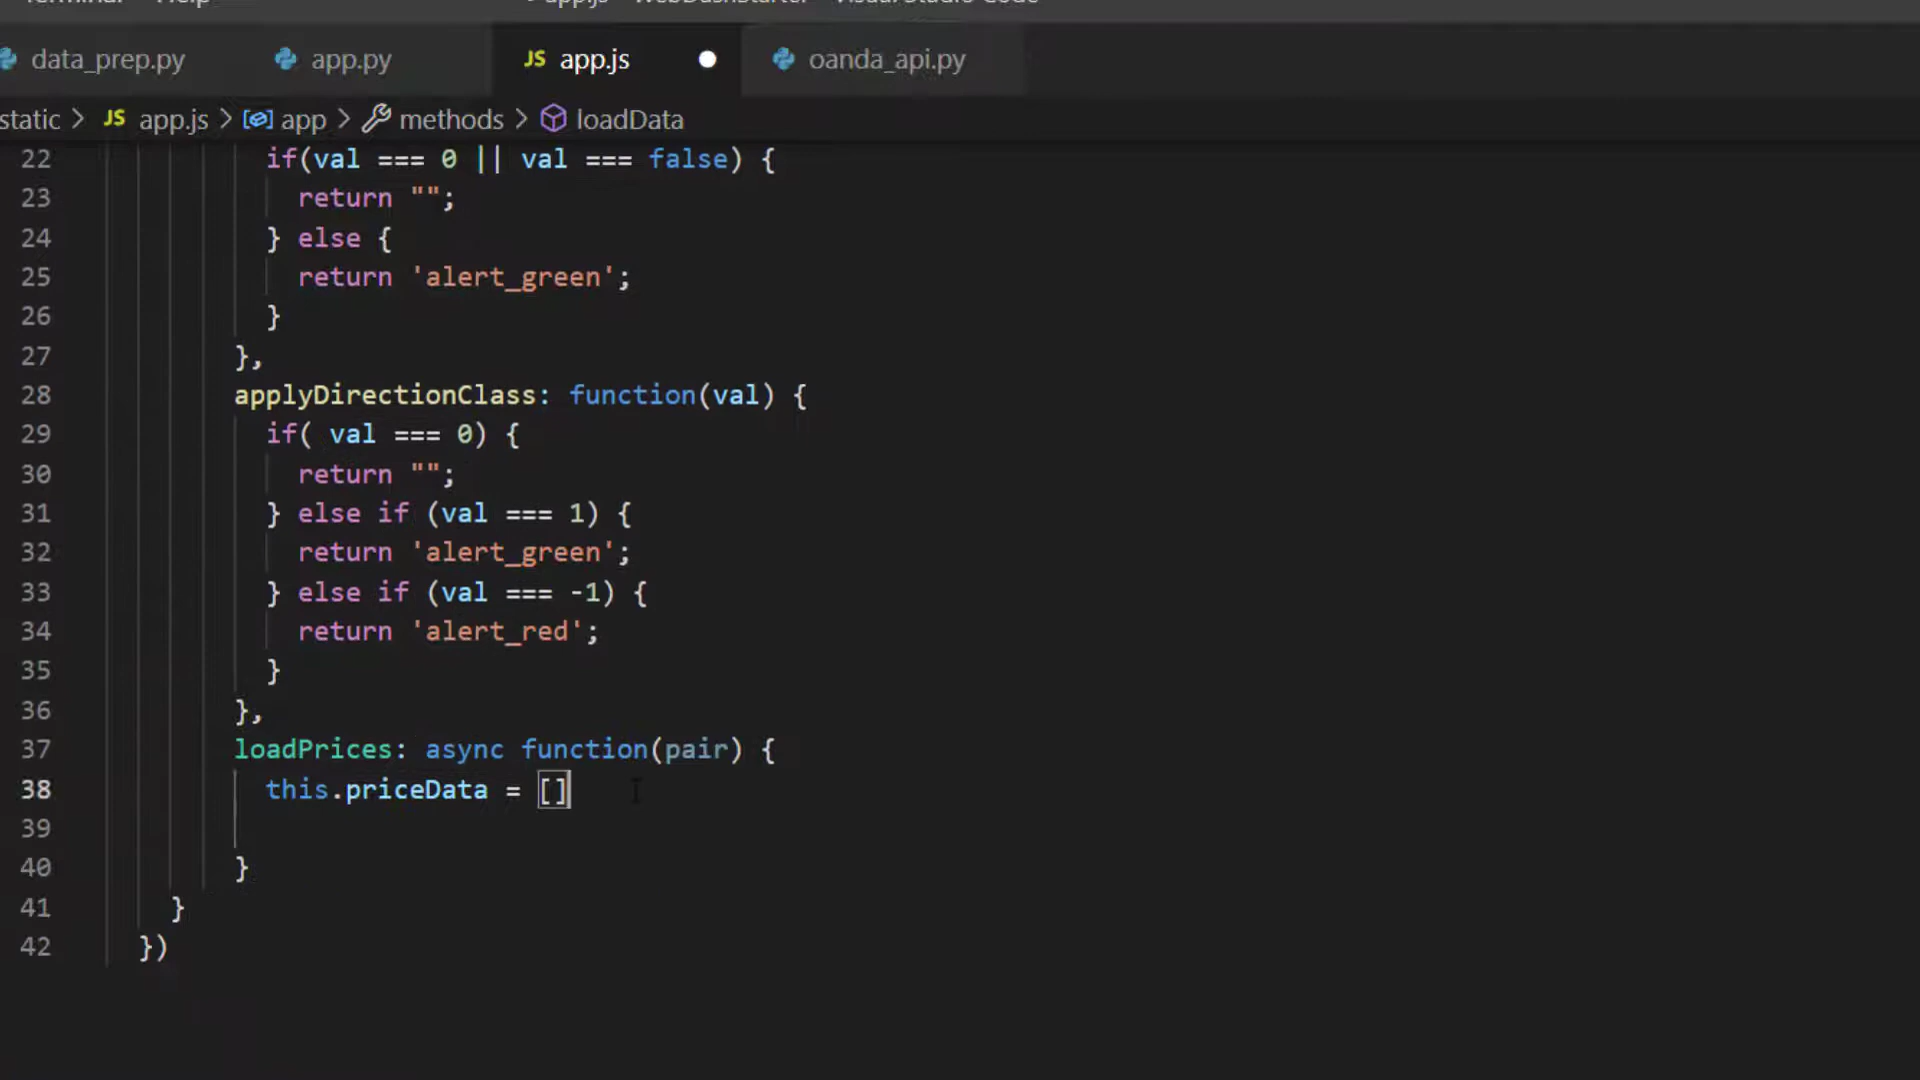 data_prep.py app.py JS app.js oanda_api.py
static > JS app.js > app > methods > loadData
22 if(val === 0 || val === false) {
23 return "";
24 } else {
25 return 'alert_green';
26 }
27 },
28 applyDirectionClass: function(val) {
29 if( val === 0) {
30 return "";
31 } else if (val === 1) {
32 return 'alert_green';
33 } else if (val === -1) {
34 return 'alert_red';
35 }
36 },
37 loadPrices: async function(pair) {
38 this.priceData = []
39
40 }
41 }
42 })